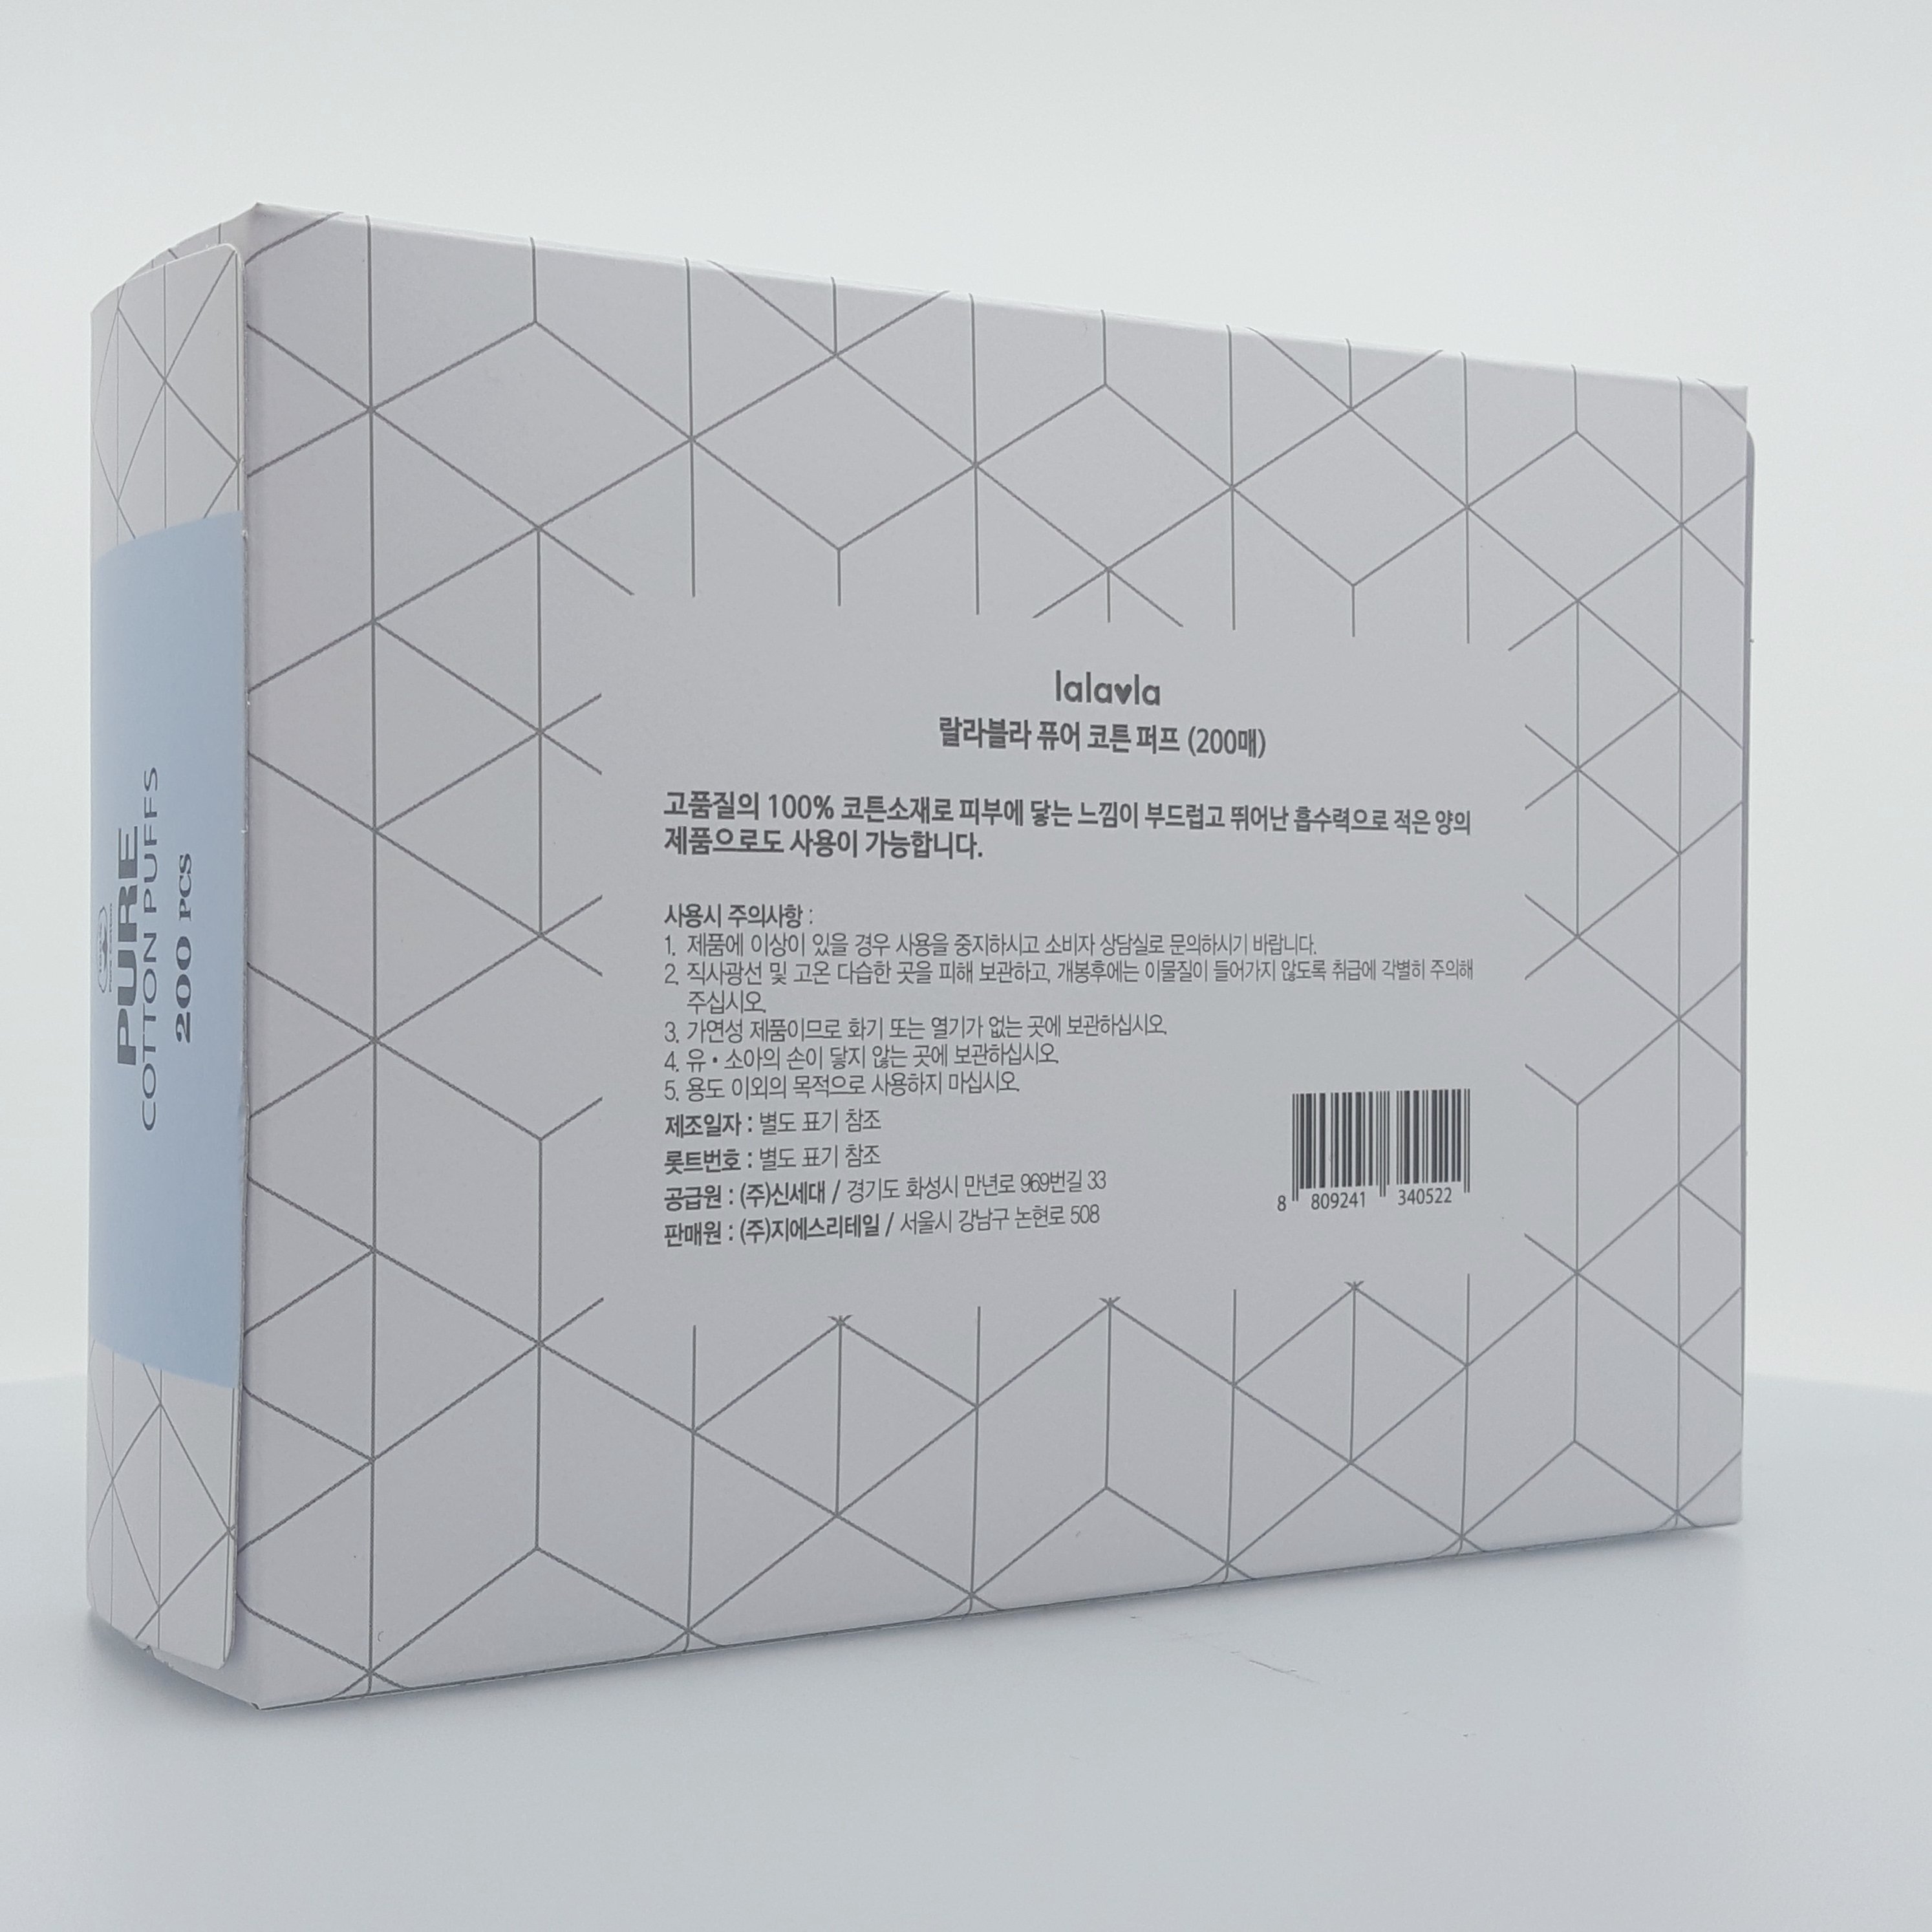 PURE
COTTON PUFFS
200 PCS
lalavla
랄라블라 퓨어 코튼 퍼프 (200매)
고품질의 100% 코튼소재로 피부에 닿는 느낌이 부드럽고 뛰어난 흡수력으로 적은 양의
제품으로도 사용이 가능합니다.
사용시 주의사항 :
1. 제품에 이상이 있을 경우 사용을 중지하시고 소비자 상담실로 문의하시기 바랍니다.
2. 직사광선 및 고온 다습한 곳을 피해 보관하고, 개봉후에는 이물질이 들어가지 않도록 취급에 각별히 주의해
주십시오.
3. 가연성 제품이므로 화기 또는 열기가 없는 곳에 보관하십시오.
4. 유 • 소아의 손이 닿지 않는 곳에 보관하십시오.
5. 용도 이외의 목적으로 사용하지 마십시오.
제조일자 : 별도 표기 참조
롯트번호 : 별도 표기 참조
공급원 : (주)신세대 / 경기도 화성시 만년로 969번길 33
판매원 : (주)지에스리테일 / 서울시 강남구 논현로 508
8 809241 340522